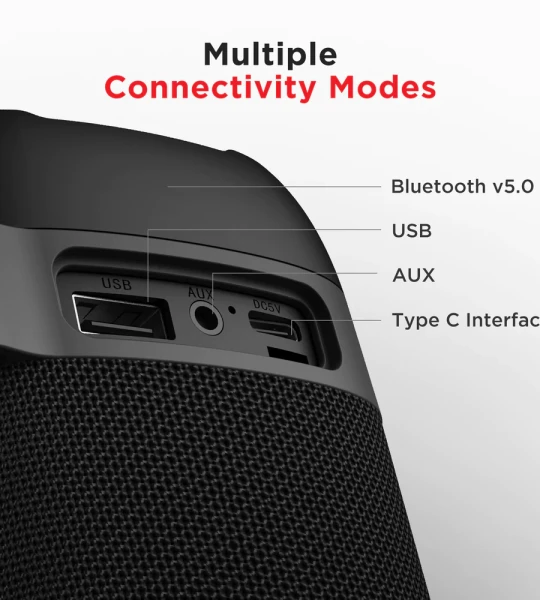 Multiple
Connectivity Modes
Bluetooth v5.0
USB
AUX
Type C Interfac
USB
AUX
DC5V